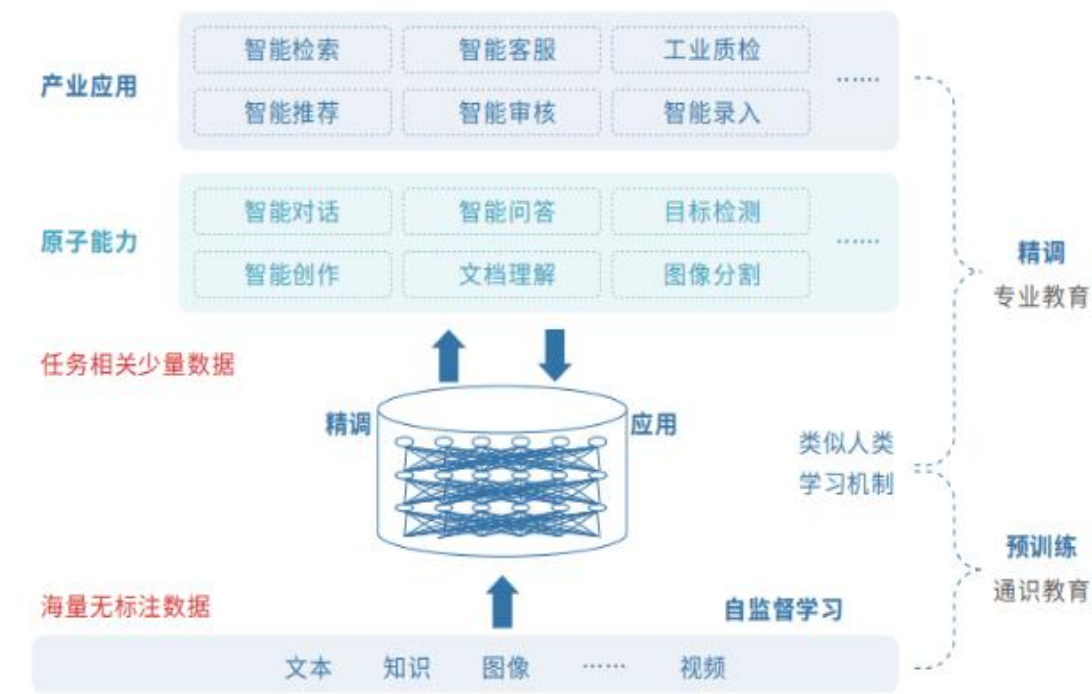 智能检索 智能客服 工业质检
产业应用 ……
智能推荐 智能审核 智能录入
智能对话 智能问答 目标检测
原子能力 ……
智能创作 文档理解 图像分割
精调
专业教育
任务相关少量数据
精调 应用
类似人类
学习机制
预训练
通识教育
海量无标注数据 自监督学习
文本 知识 图像 …… 视频